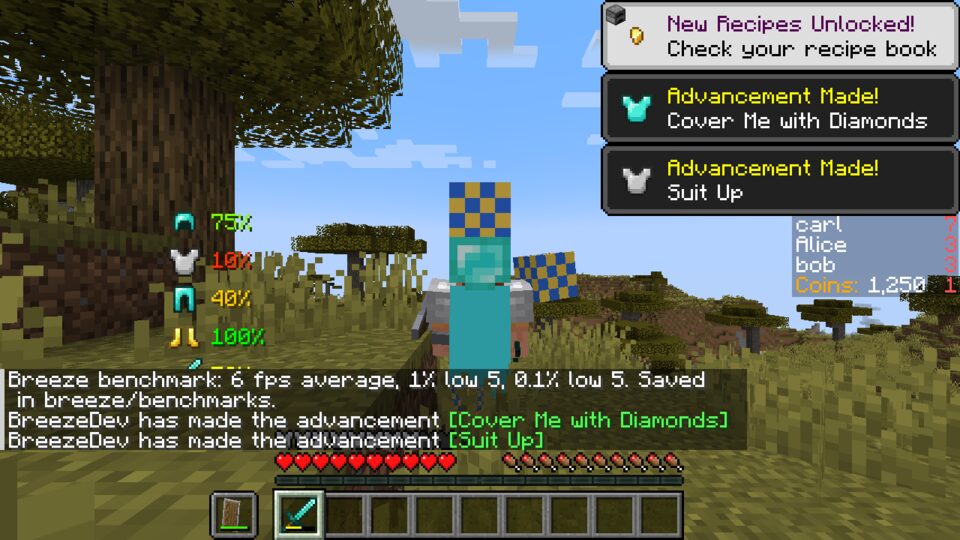 New Recipes Unlocked!
Check your recipe book
Advancement Made!
Cover Me with Diamonds
Advancement Made!
Suit Up
carl
Alice
bob
Coins: 1,250 1
75%
10%
40%
100%
Breeze benchmark: 6 fps average, 1% low 5, 0.1% low 5. Saved
in breeze/benchmarks.
BreezeDev has made the advancement [Cover Me with Diamonds]
BreezeDev has made the advancement [Suit Up]